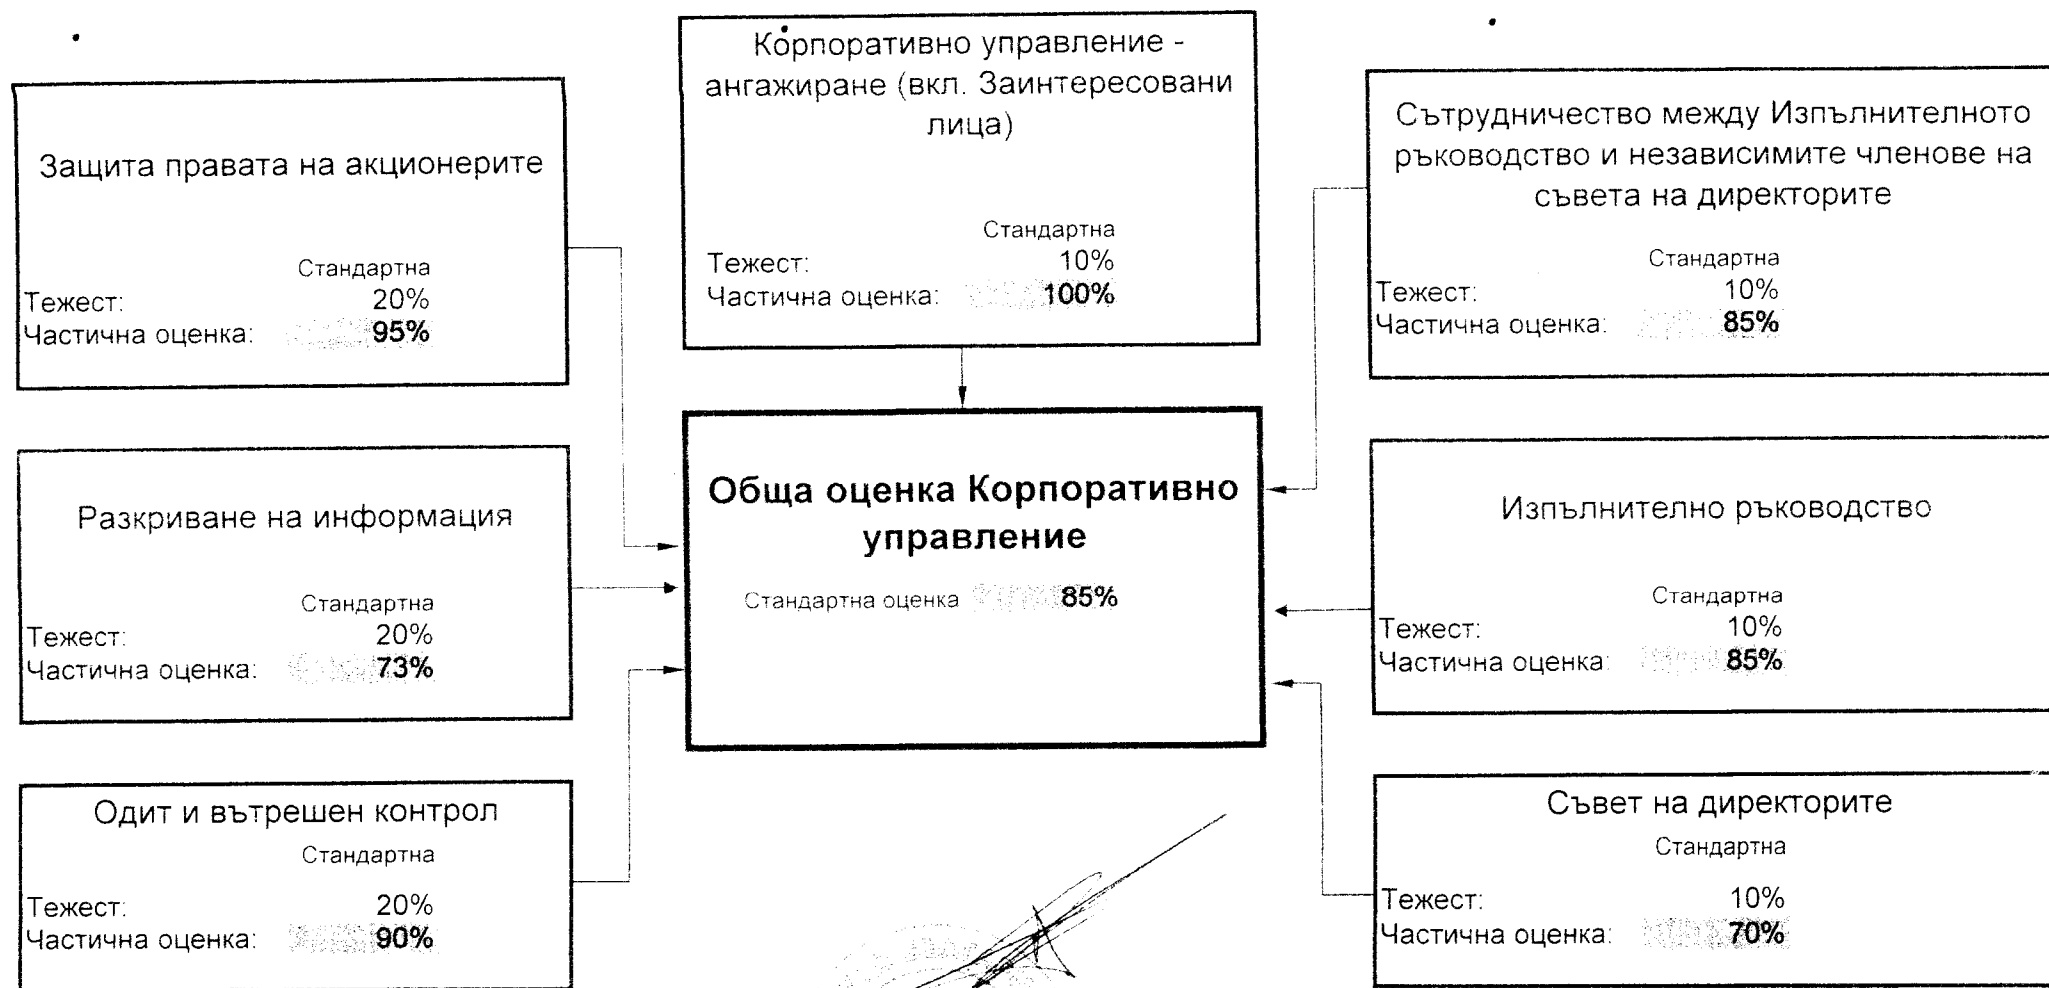 Защита правата на акционерите
Стандартна
Тежест: 20%
Частична оценка: 95%
Корпоративно управление -
ангажиране (вкл. Заинтересовани
лица)
Стандартна
Тежест: 10%
Частична оценка: 100%
Сътрудничество между Изпълнителното
ръководство и независимите членове на
съвета на директорите
Стандартна
Тежест: 10%
Частична оценка: 85%
Разкриване на информация
Стандартна
Тежест: 20%
Частична оценка: 73%
Обща оценка Корпоративно
управление
Стандартна оценка 85%
Изпълнително ръководство
Стандартна
Тежест: 10%
Частична оценка: 85%
Одит и вътрешен контрол
Стандартна
Тежест: 20%
Частична оценка: 90%
Съвет на директорите
Стандартна
Тежест: 10%
Частична оценка: 70%